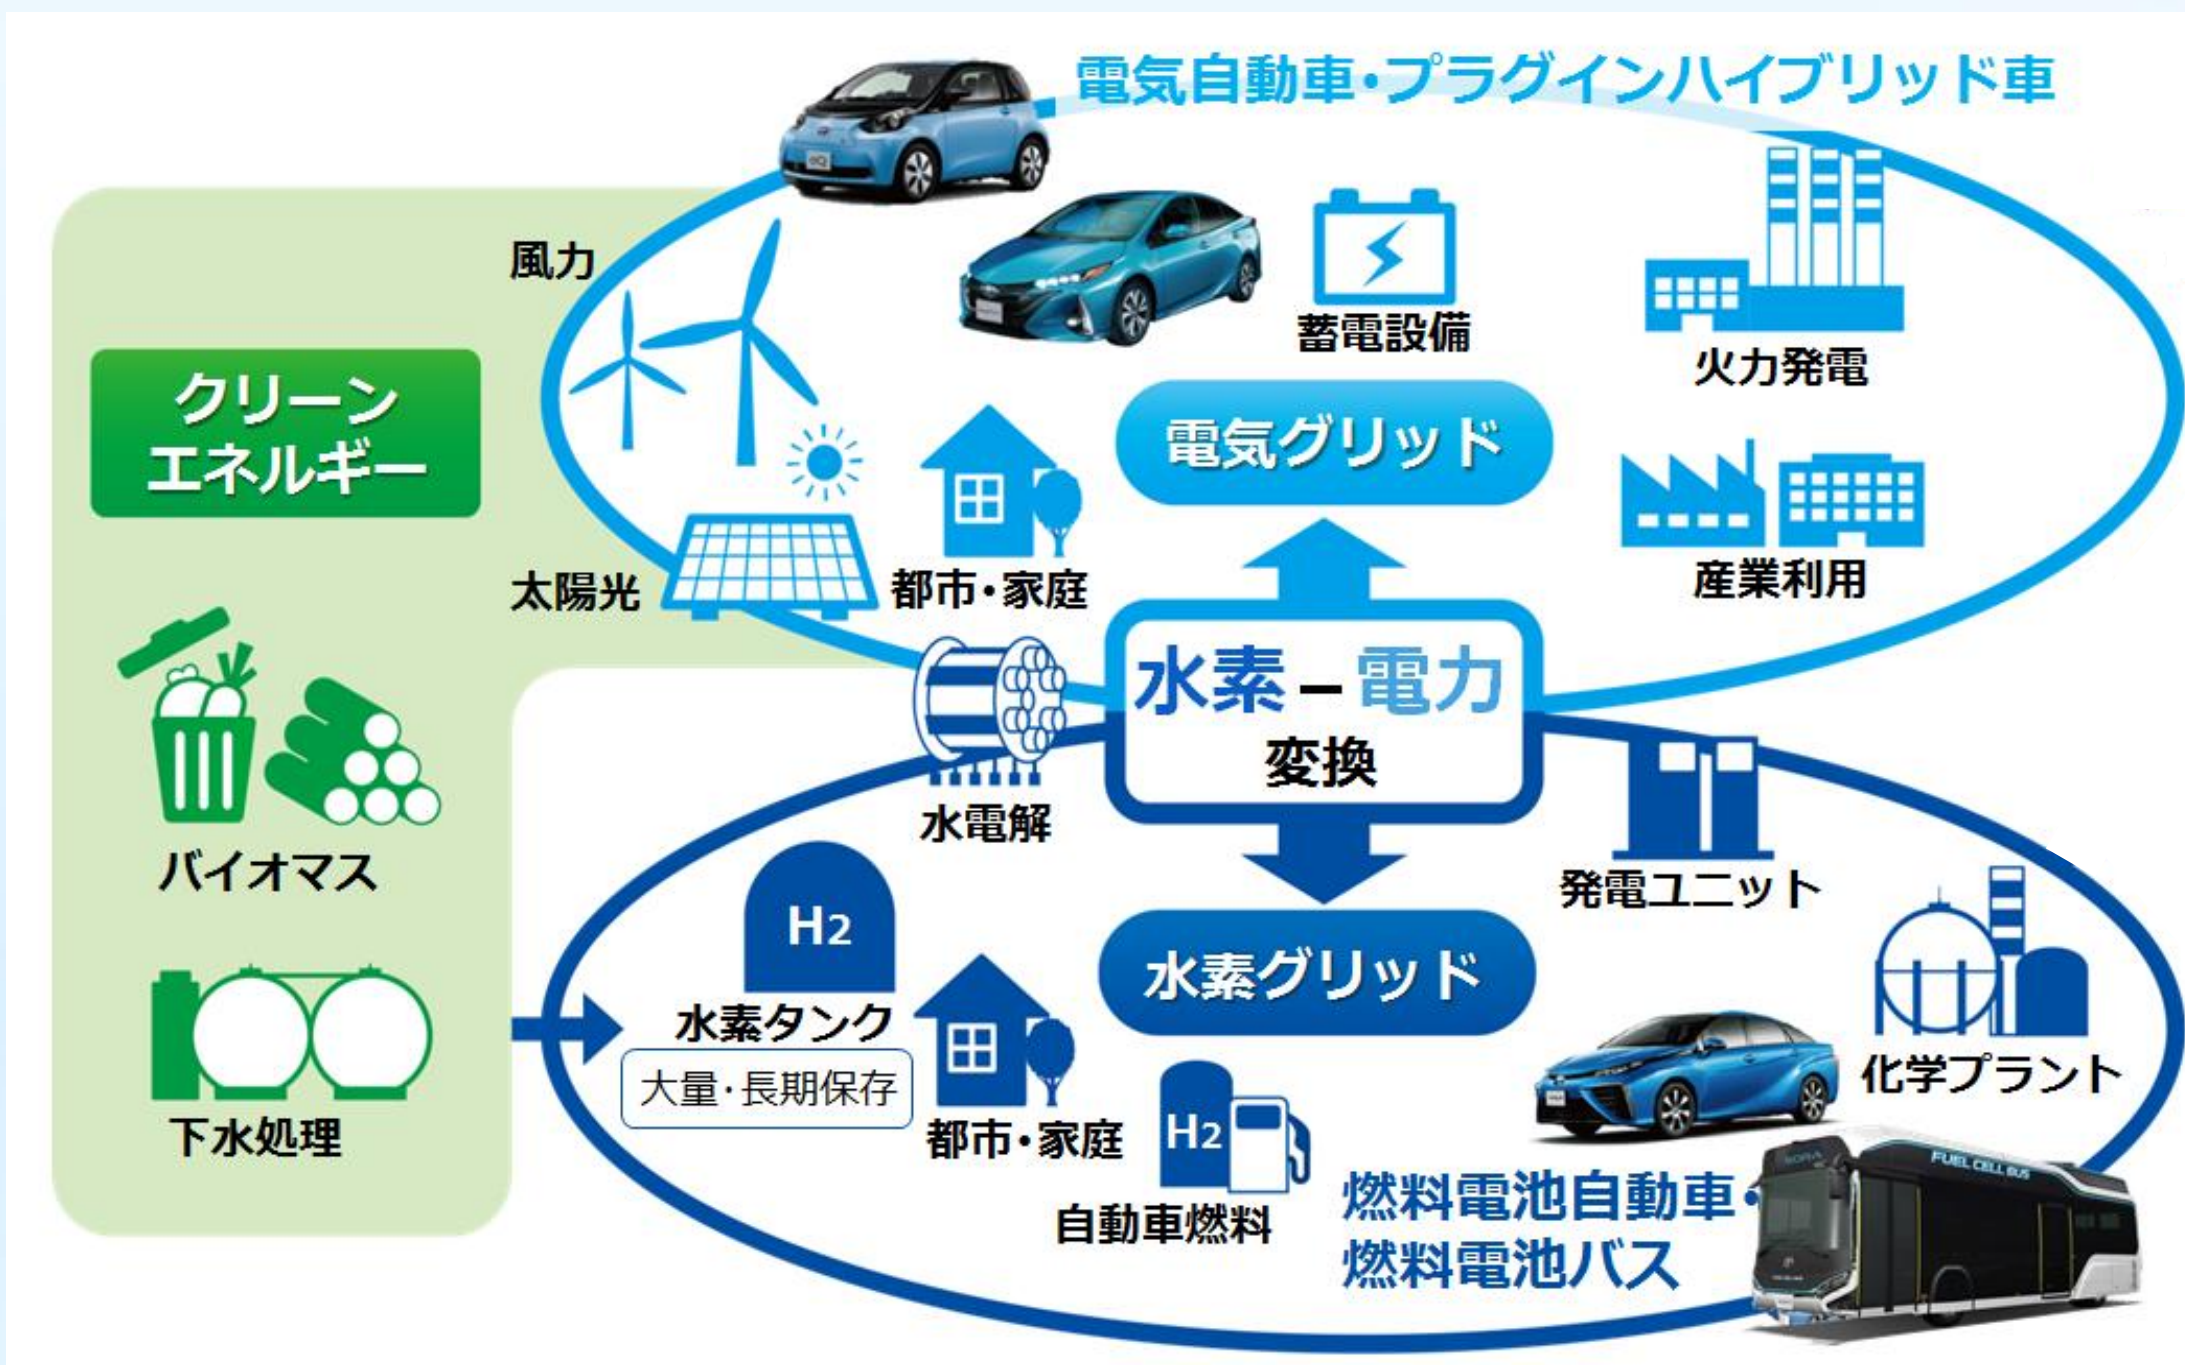 電気自動車・プラグインハイブリッド車
風力
蓄電設備
火力発電
クリーン
エネルギー
電気グリッド
太陽光
都市・家庭
産業利用
水素－電力
変換
水電解
バイオマス
発電ユニット
H2
水素グリッド
水素タンク
大量・長期保存
化学プラント
下水処理
都市・家庭
H2
自動車燃料
燃料電池自動車・
燃料電池バス
SORA
FUEL CELL BUS